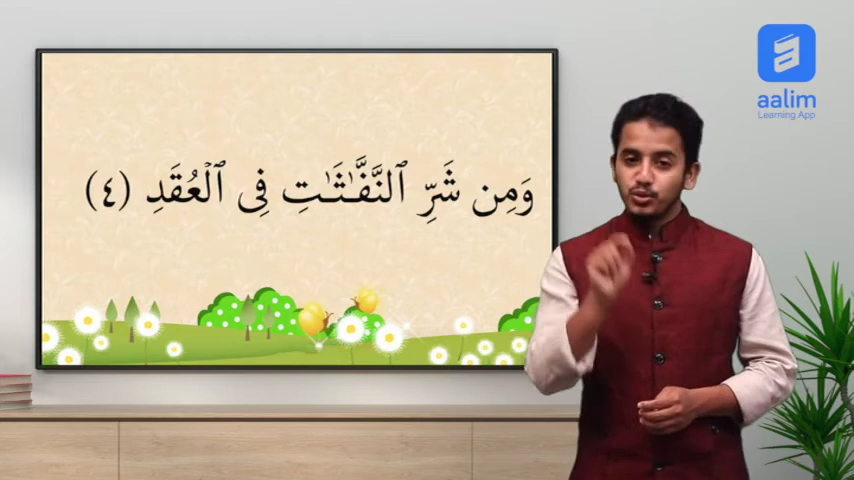 وَمِن شَرِّ ٱلنَّفَّـٰثَـٰتِ فِى ٱلْعُقَدِ (٤)
aalim
Learning App